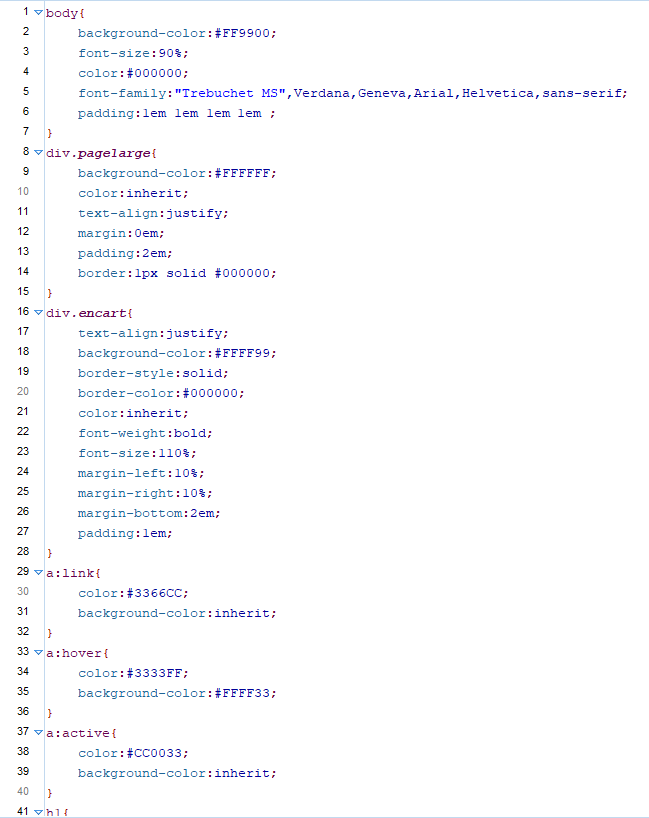 1 body{
2 background-color:#FF9900;
3 font-size:90%;
4 color:#000000;
5 font-family:"Trebuchet MS",Verdana,Geneva,Arial,Helvetica,sans-serif;
6 padding:1em 1em 1em 1em ;
7 }
8 div.pagelarge{
9 background-color:#FFFFFF;
10 color:inherit;
11 text-align:justify;
12 margin:0em;
13 padding:2em;
14 border:1px solid #000000;
15 }
16 div.encart{
17 text-align:justify;
18 background-color:#FFFF99;
19 border-style:solid;
20 border-color:#000000;
21 color:inherit;
22 font-weight:bold;
23 font-size:110%;
24 margin-left:10%;
25 margin-right:10%;
26 margin-bottom:2em;
27 padding:1em;
28 }
29 a:link{
30 color:#3366CC;
31 background-color:inherit;
32 }
33 a:hover{
34 color:#3333FF;
35 background-color:#FFFF33;
36 }
37 a:active{
38 color:#CC0033;
39 background-color:inherit;
40 }
41 h1{